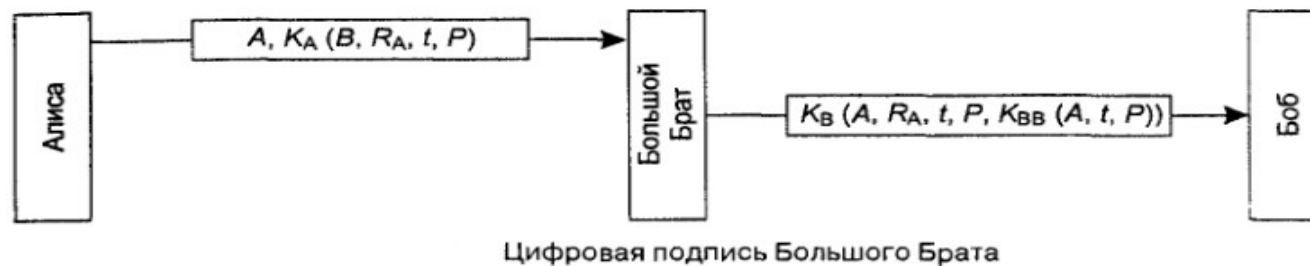 Алиса
A, K_A (B, R_A, t, P)
Большой
Брат
K_B (A, R_A, t, P, K_BB (A, t, P))
Боб
Цифровая подпись Большого Брата